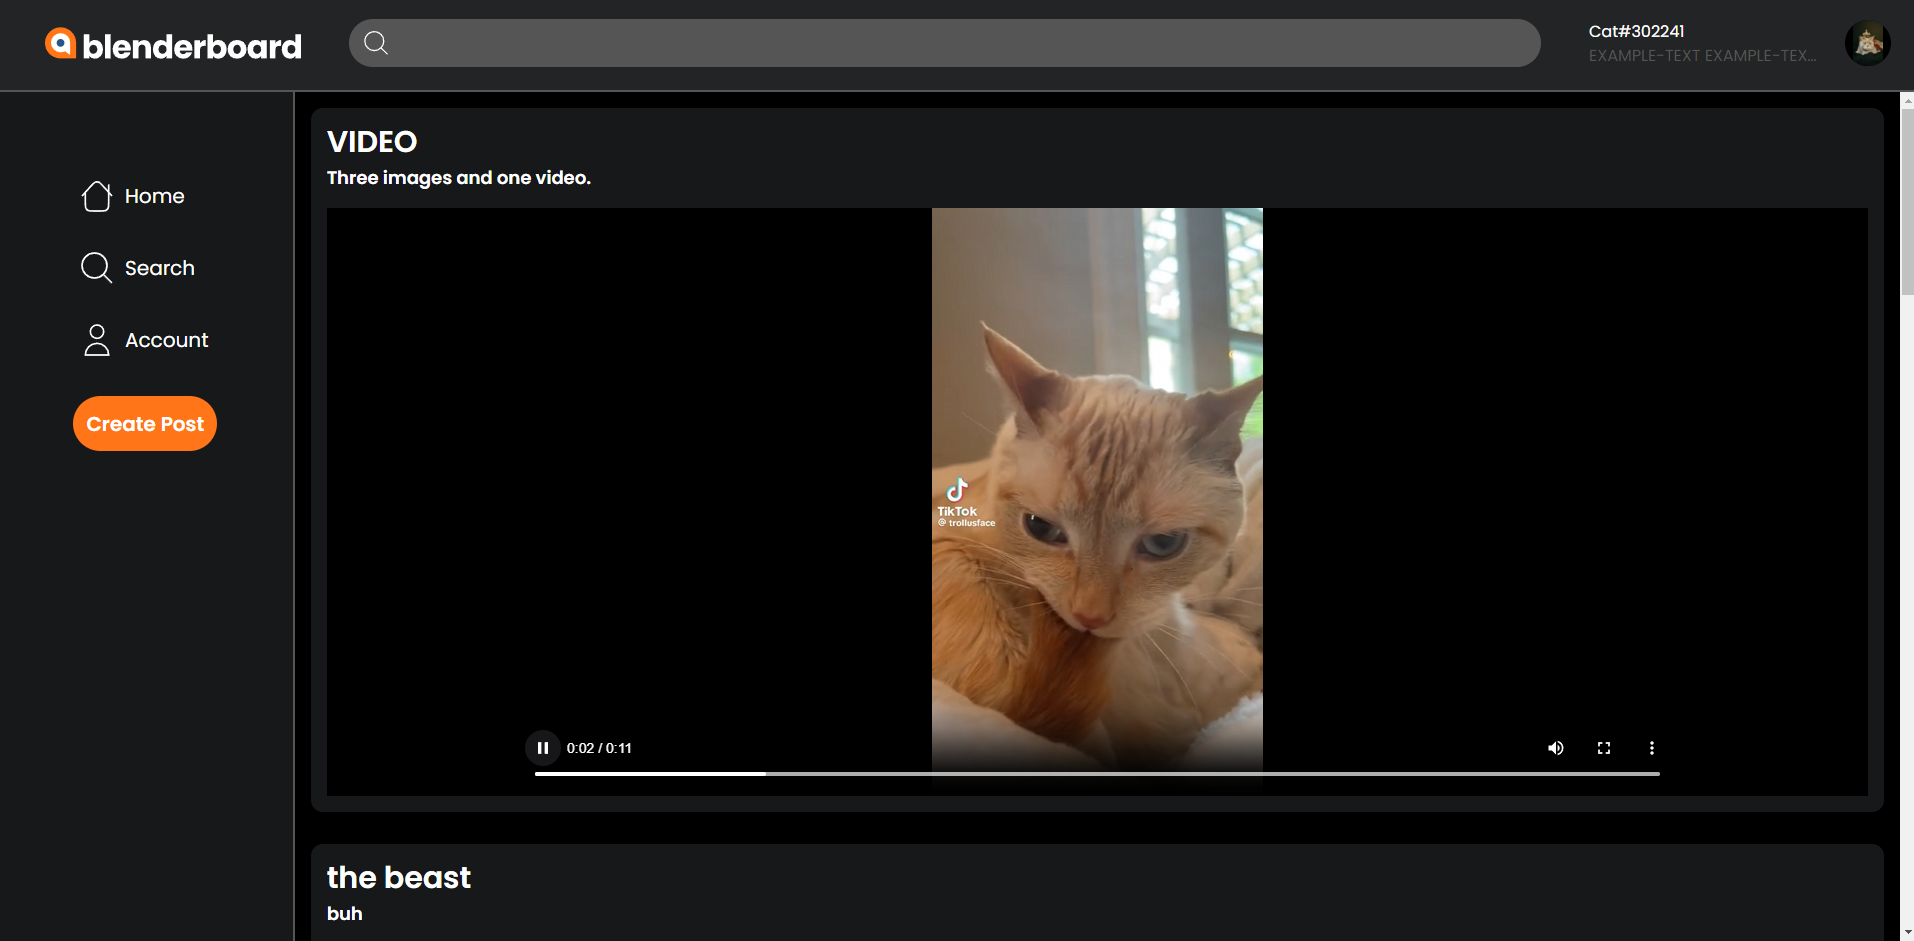 blenderboard
Cat#302241
EXAMPLE-TEXT EXAMPLE-TEX...
Home
Search
Account
Create Post
VIDEO
Three images and one video.
TikTok
@ trollusface
0:02 / 0:11
the beast
buh